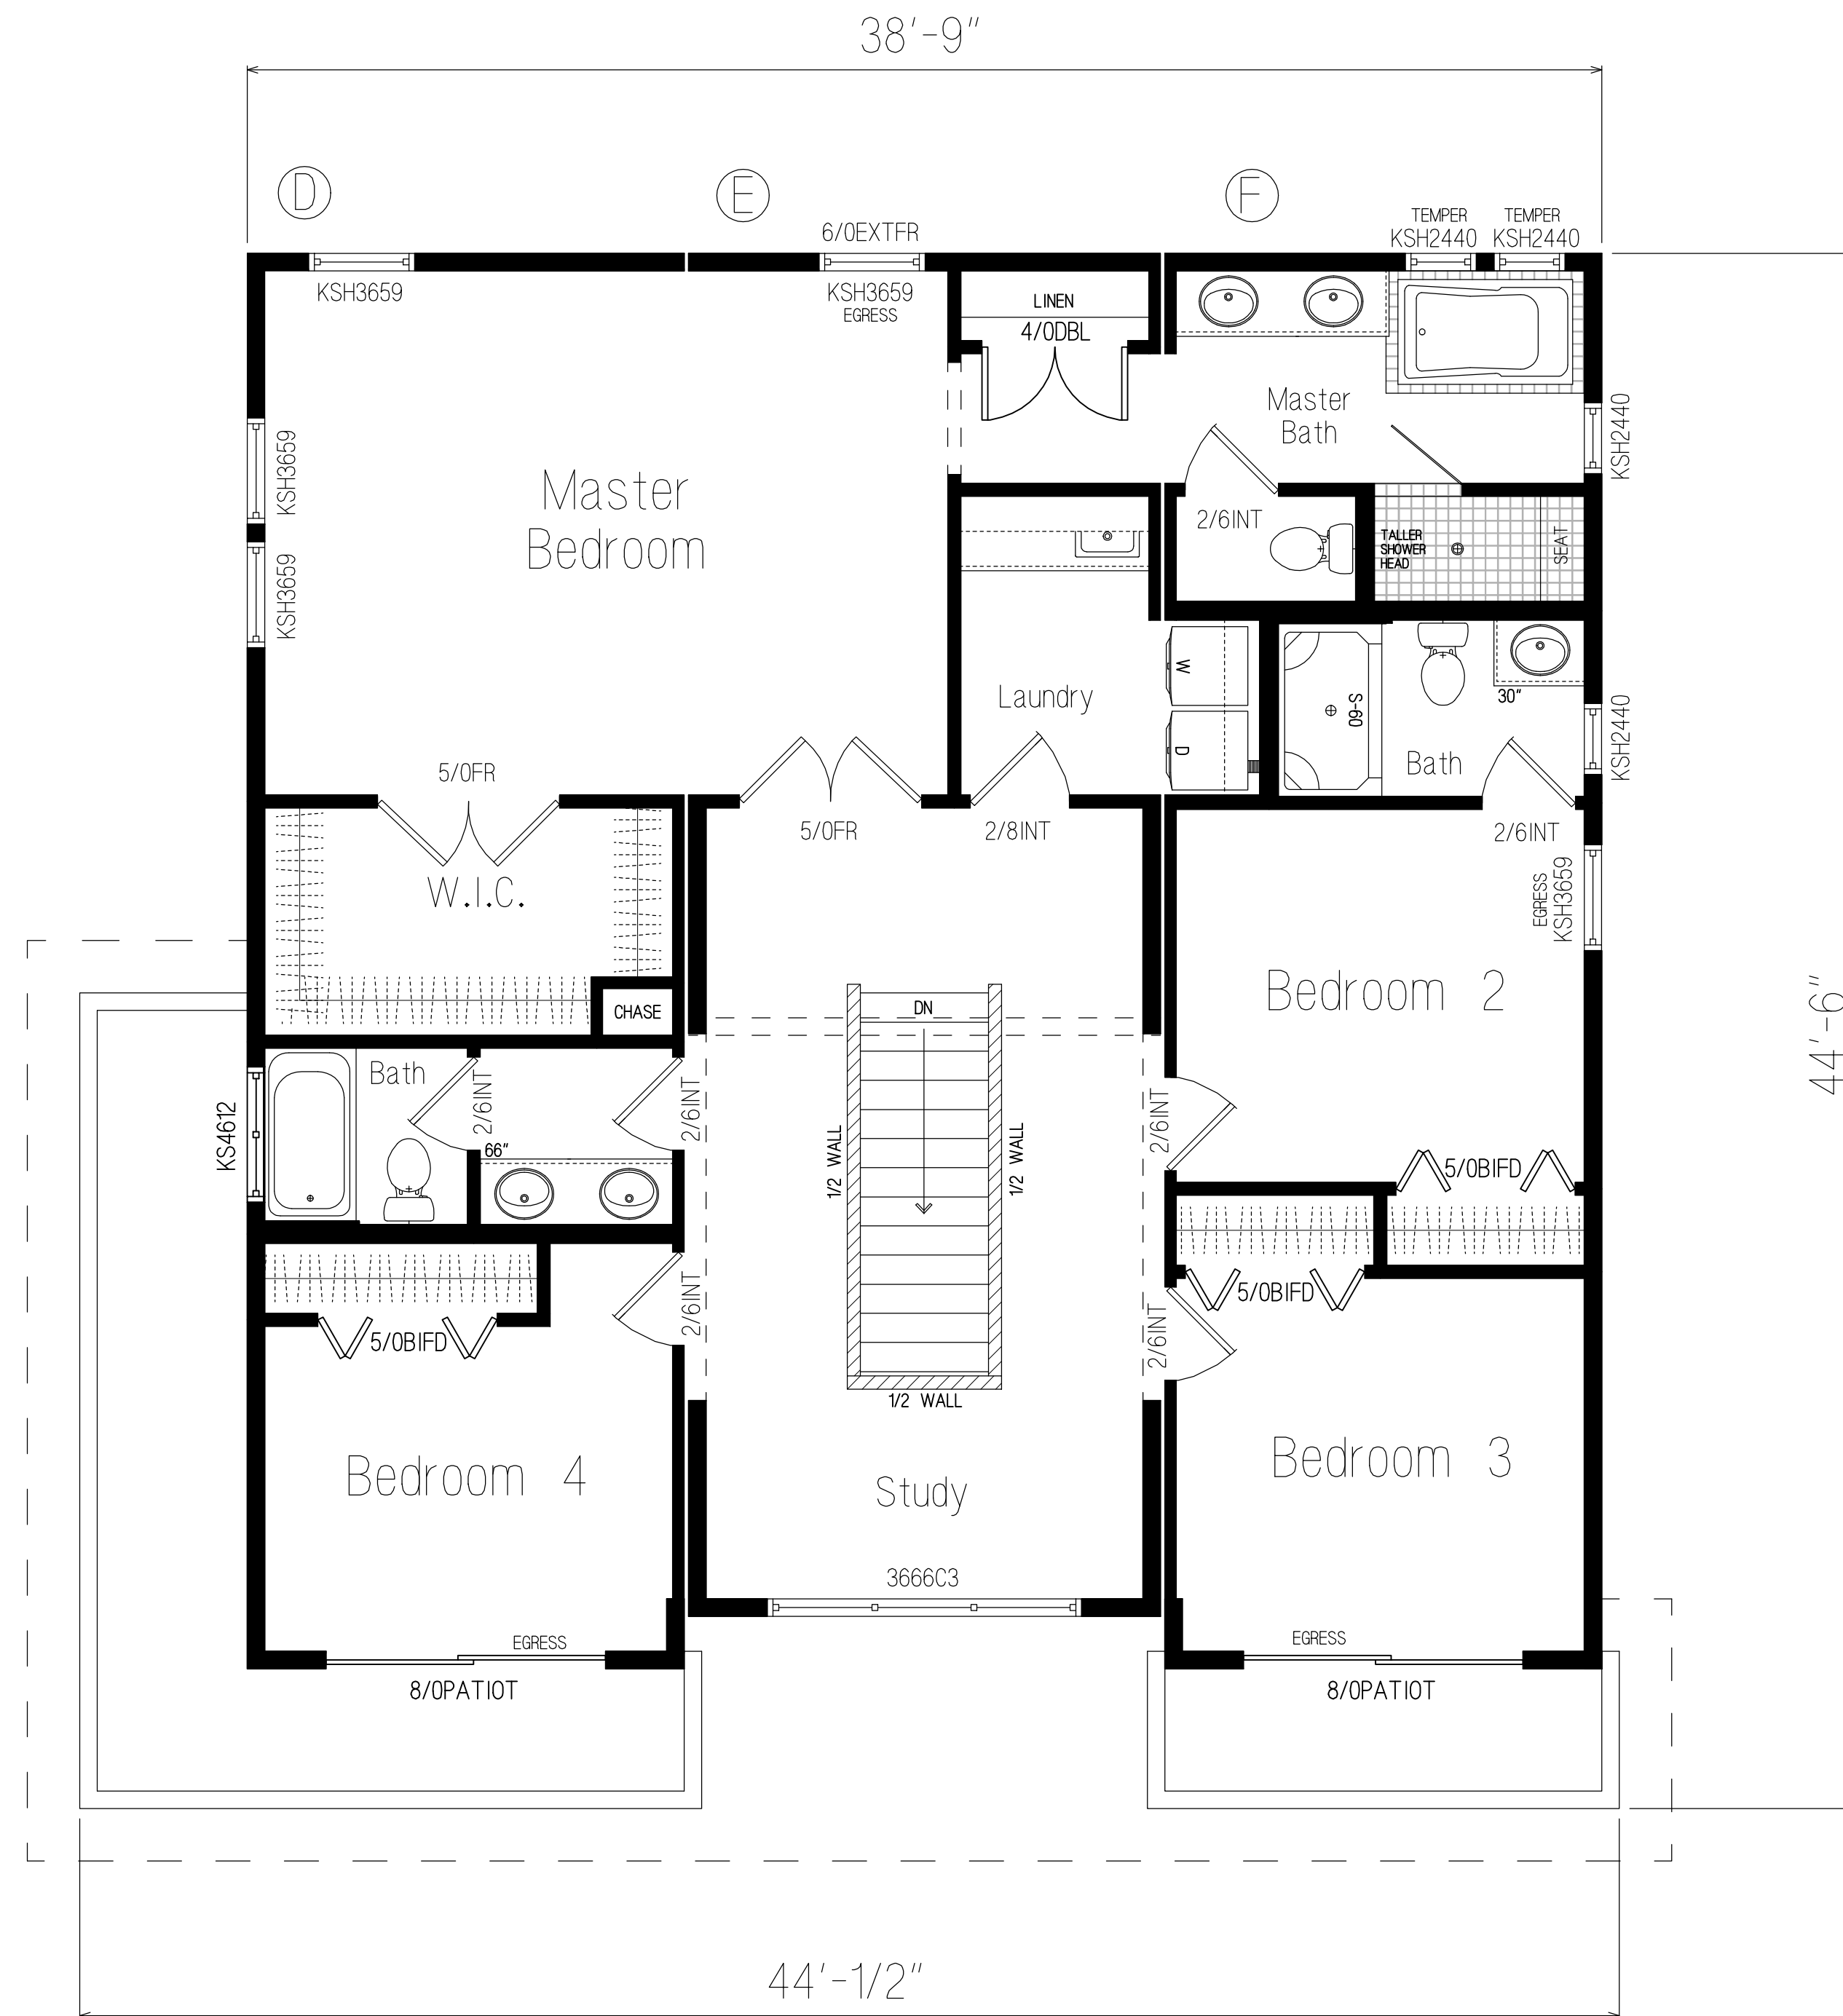 38'-9"
D
E
F
6/0EXTFR
TEMPER
KSH2440
TEMPER
KSH2440
KSH3659
KSH3659
EGRESS
LINEN
4/0DBL
Master
Bath
KSH2440
KSH3659
Master
Bedroom
2/6INT
TALLER
SHOWER
HEAD
SEAT
KSH3659
W
Laundry
D
09-S
30"
Bath
KSH2440
5/0FR
5/0FR
2/8INT
2/6INT
W.I.C.
EGRESS
KSH3659
CHASE
DN
Bedroom 2
44'-6"
Bath
KS4612
2/6INT
2/6INT
66"
1/2 WALL
1/2 WALL
2/6INT
5/0BIFD
5/0BIFD
2/6INT
5/0BIFD
2/6INT
1/2 WALL
Bedroom 4
Study
Bedroom 3
3666C3
EGRESS
EGRESS
8/0PATIOT
8/0PATIOT
44'-1/2"